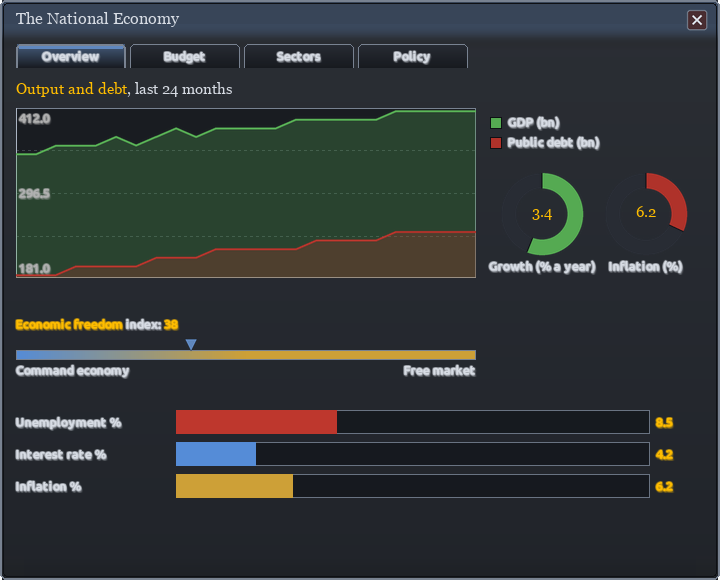 The National Economy
Overview Budget Sectors Policy
Output and debt, last 24 months
412.0
296.5
181.0
GDP (bn)
Public debt (bn)
3.4
6.2
Growth (% a year)
Inflation (%)
Economic freedom index: 38
Command economy
Free market
Unemployment % 8.5
Interest rate % 4.2
Inflation % 6.2